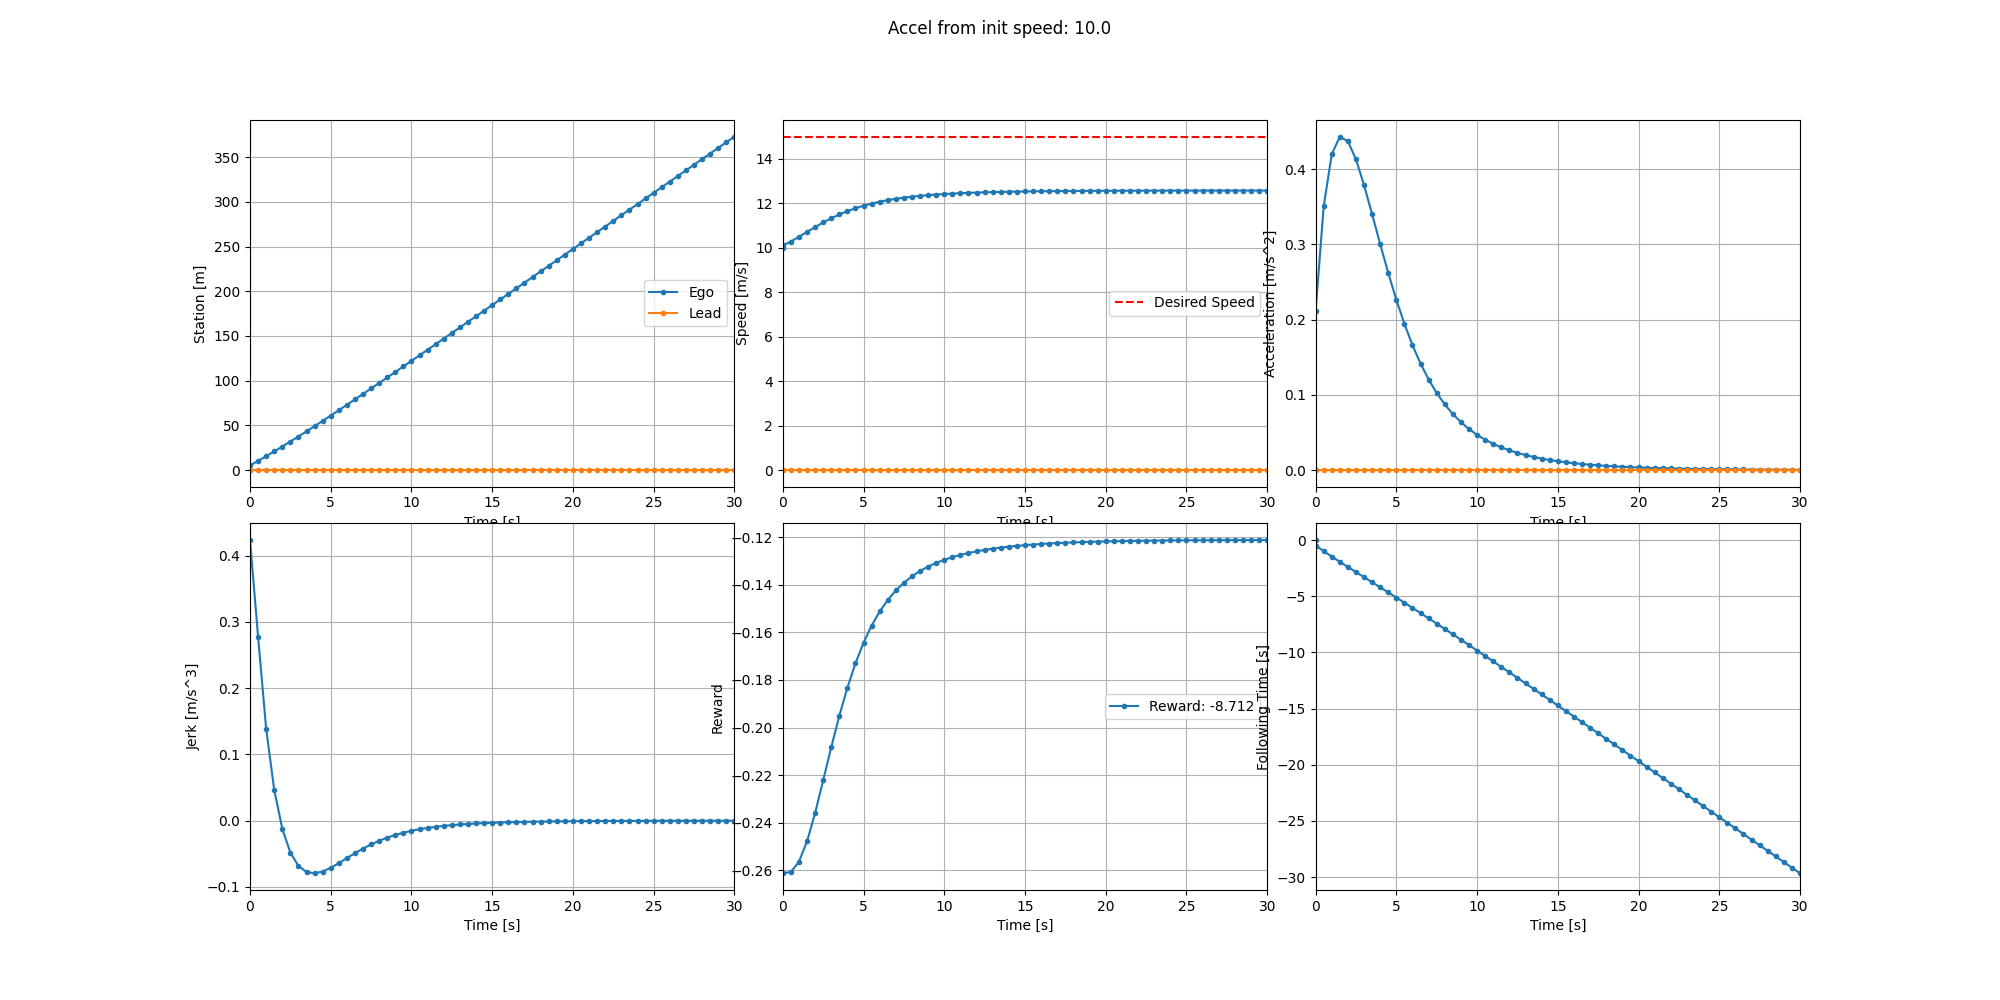 Accel from init speed: 10.0
Station [m]
350
300
250
200
150
100
50
0
0 5 10 15 20 25 30
Time [s]
Ego
Lead
Speed [m/s]
14
12
10
8
6
4
2
0
0 5 10 15 20 25 30
Time [s]
Desired Speed
Acceleration [m/s^2]
0.4
0.3
0.2
0.1
0.0
0 5 10 15 20 25 30
Time [s]
Jerk [m/s^3]
0.4
0.3
0.2
0.1
0.0
−0.1
0 5 10 15 20 25 30
Time [s]
Reward
−0.12
−0.14
−0.16
−0.18
−0.20
−0.22
−0.24
−0.26
0 5 10 15 20 25 30
Time [s]
Reward: -8.712
Following Time [s]
0
−5
−10
−15
−20
−25
−30
0 5 10 15 20 25 30
Time [s]